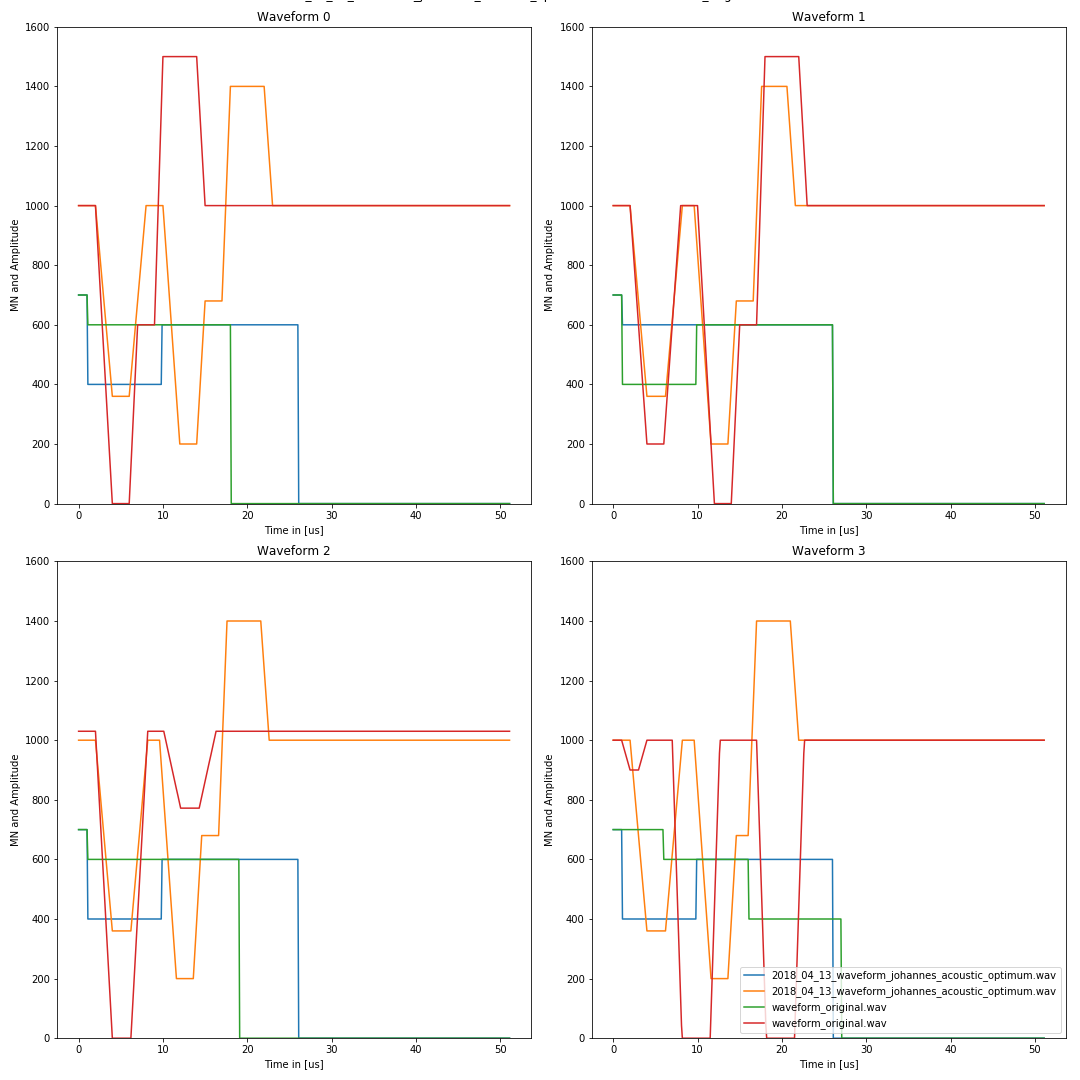 Waveform 0
1600
1400
1200
1000
800
600
400
200
0
MN and Amplitude
0 10 20 30 40 50
Time in [us]
Waveform 1
1600
1400
1200
1000
800
600
400
200
0
MN and Amplitude
0 10 20 30 40 50
Time in [us]
Waveform 2
1600
1400
1200
1000
800
600
400
200
0
MN and Amplitude
0 10 20 30 40 50
Time in [us]
Waveform 3
1600
1400
1200
1000
800
600
400
200
0
MN and Amplitude
2018_04_13_waveform_johannes_acoustic_optimum.wav
2018_04_13_waveform_johannes_acoustic_optimum.wav
waveform_original.wav
waveform_original.wav
0 10 20 30 40 50
Time in [us]